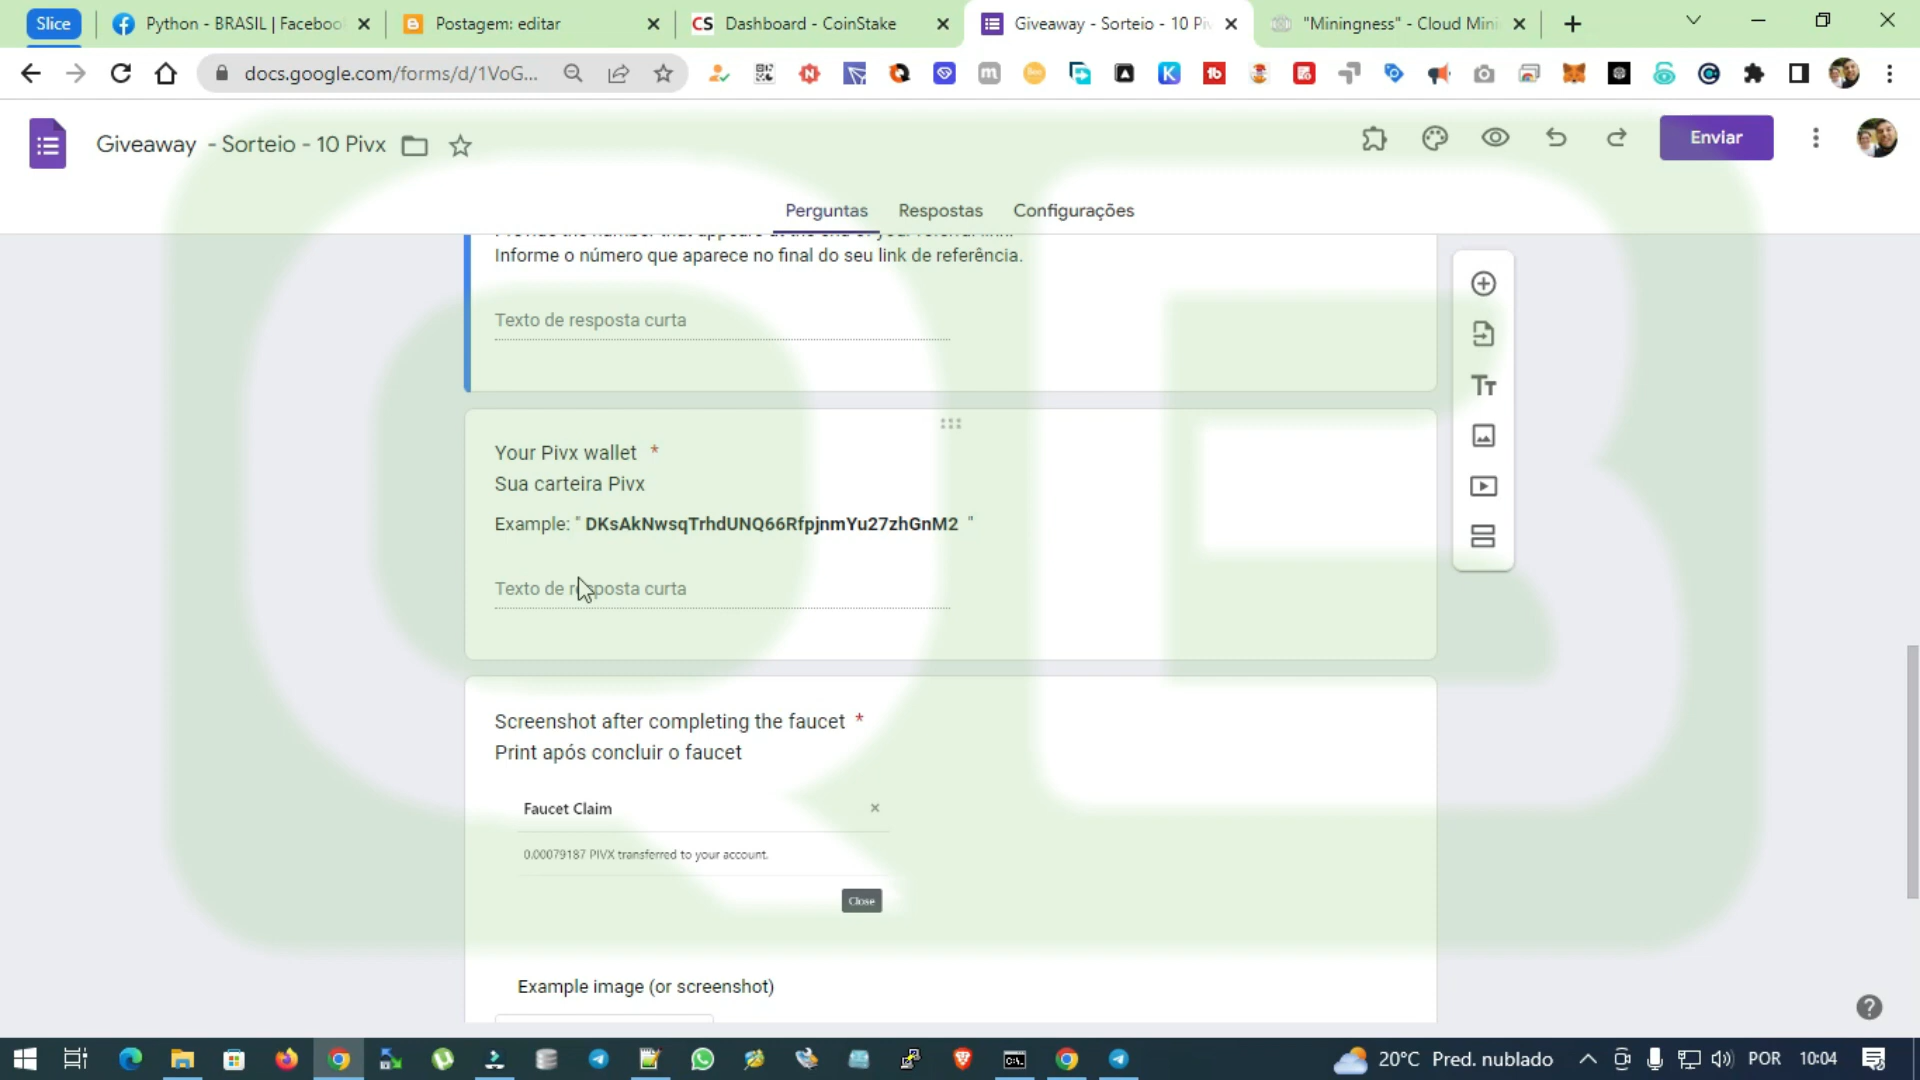 Slice
Python - BRASIL | Faceboo
Postagem: editar
CS Dashboard - CoinStake
Giveaway - Sorteio - 10 Pi
"Miningness" - Cloud Mini
docs.google.com/forms/d/1VoG...
Giveaway - Sorteio - 10 Pivx
Enviar
Perguntas Respostas Configurações
Informe o número que aparece no final do seu link de referência.
Texto de resposta curta
Your Pivx wallet *
Sua carteira Pivx
Example: " DKsAkNwsqTrhdUNQ66RfpjnmYu27zhGnM2 "
Texto de resposta curta
Screenshot after completing the faucet *
Print após concluir o faucet
Faucet Claim ×
0.00079187 PIVX transferred to your account.
Close
Example image (or screenshot)
20°C Pred. nublado
POR
10:04